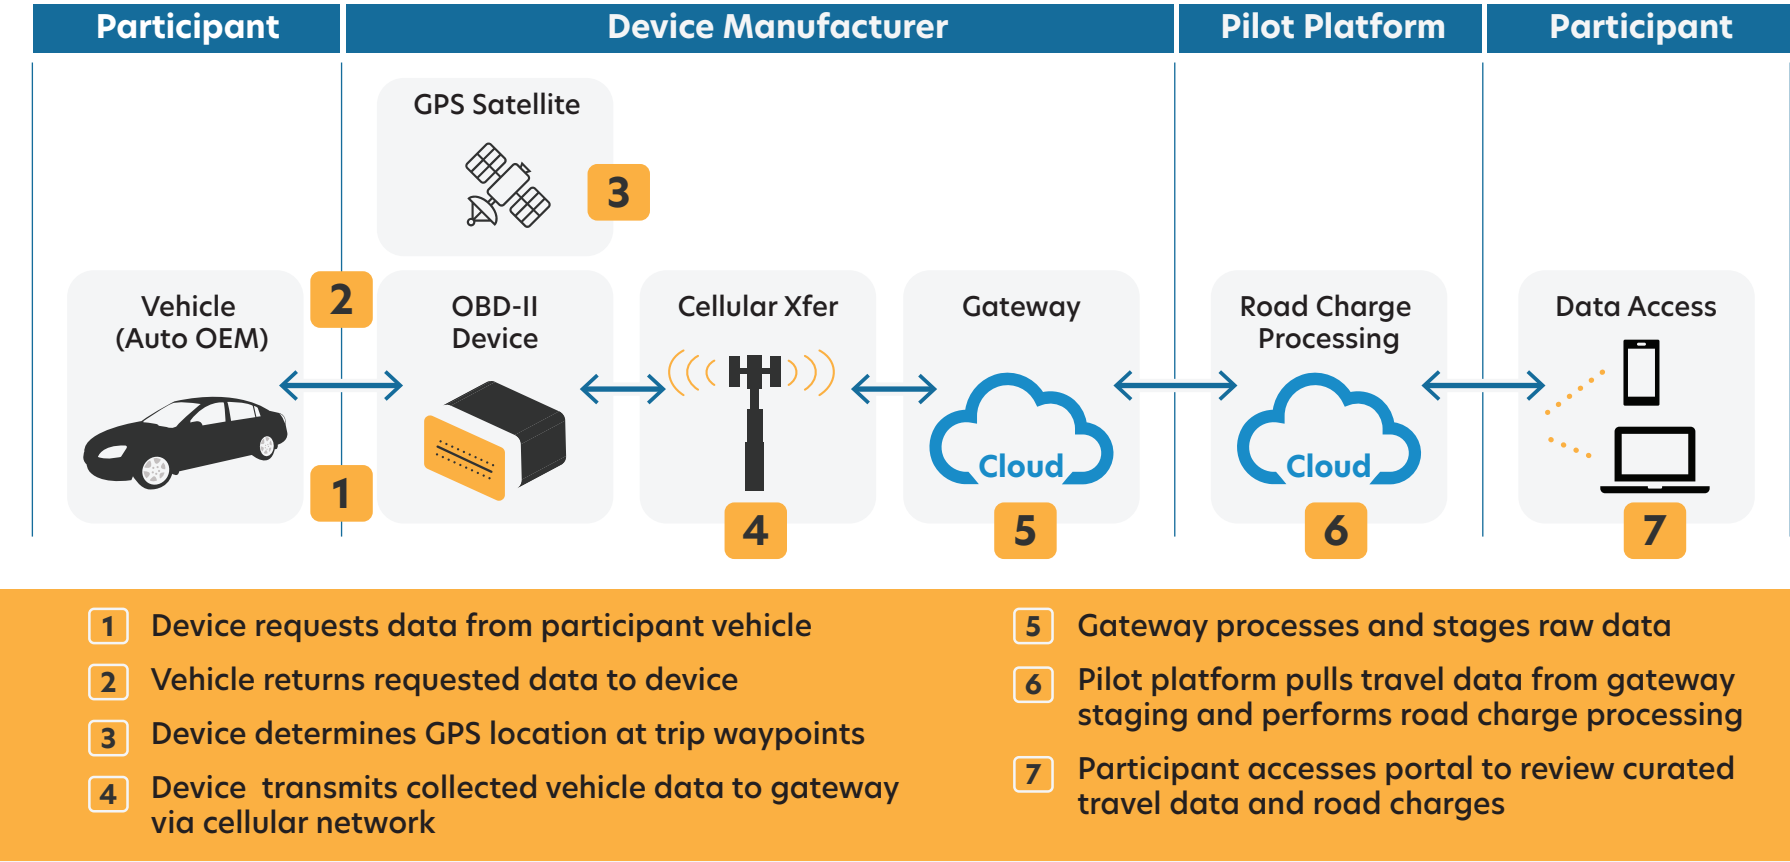 Participant
Device Manufacturer
Pilot Platform
Participant
GPS Satellite
3
Vehicle
(Auto OEM)
2
1
OBD-II
Device
Cellular Xfer
4
Gateway
Cloud
5
Road Charge
Processing
Cloud
6
Data Access
7
1 Device requests data from participant vehicle
2 Vehicle returns requested data to device
3 Device determines GPS location at trip waypoints
4 Device transmits collected vehicle data to gateway
via cellular network
5 Gateway processes and stages raw data
6 Pilot platform pulls travel data from gateway
staging and performs road charge processing
7 Participant accesses portal to review curated
travel data and road charges